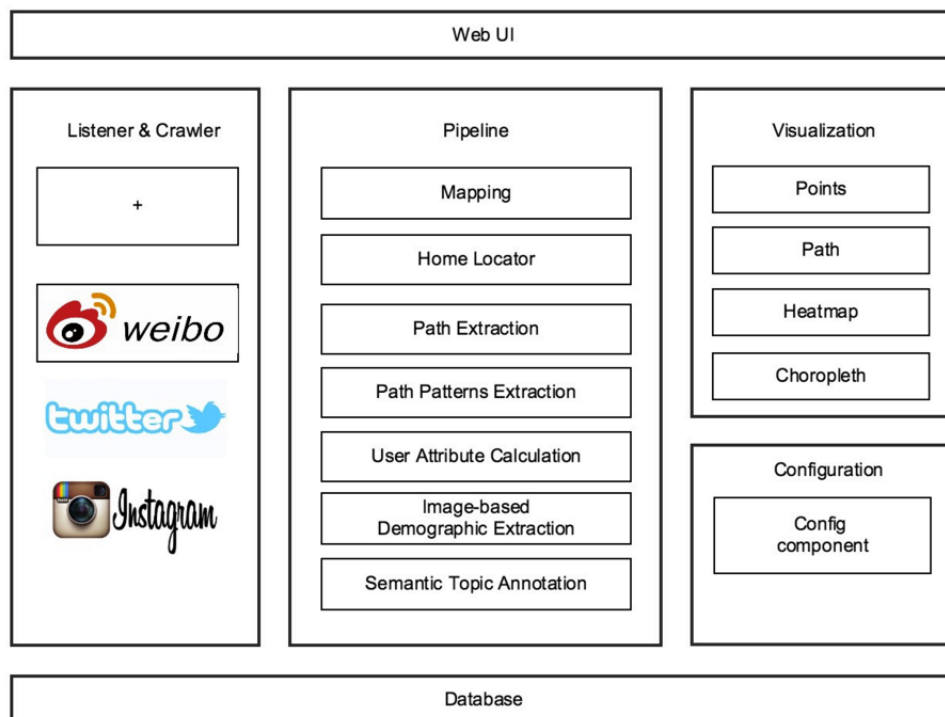 Web UI
Listener & Crawler
+
weibo
twitter
Instagram
Pipeline
Mapping
Home Locator
Path Extraction
Path Patterns Extraction
User Attribute Calculation
Image-based
Demographic Extraction
Semantic Topic Annotation
Visualization
Points
Path
Heatmap
Choropleth
Configuration
Config
component
Database